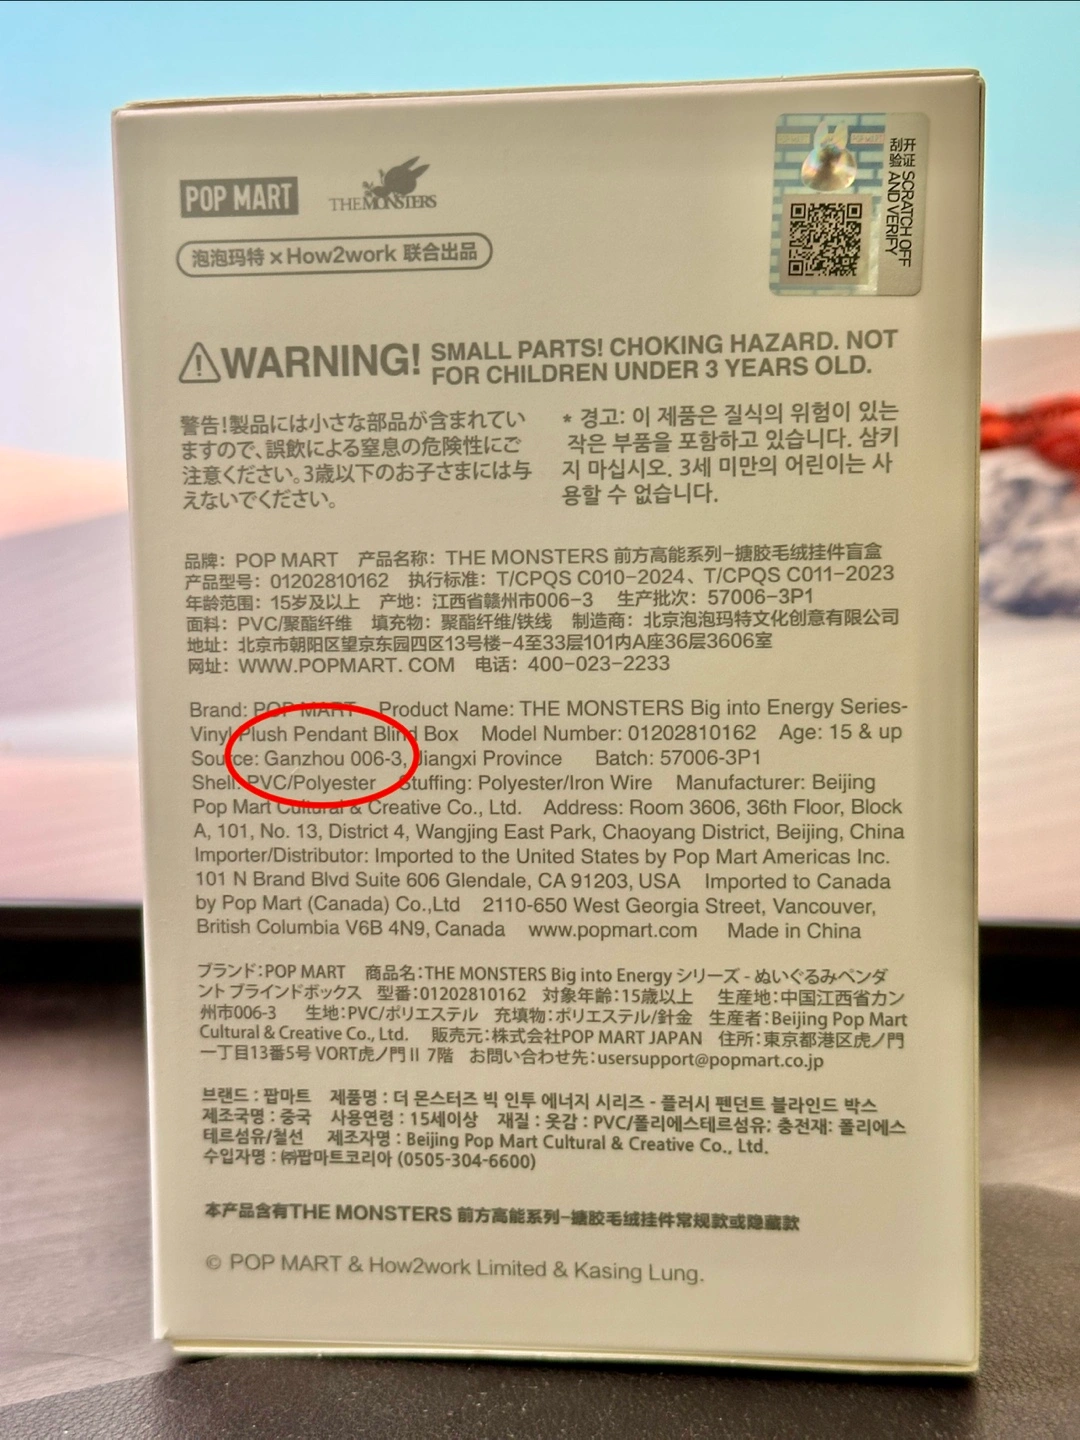 POP MART
THE MONSTERS
泡泡玛特 × How2work 联合出品
刮开验证 SCRATCH OFF AND VERIFY
WARNING! SMALL PARTS! CHOKING HAZARD. NOT
FOR CHILDREN UNDER 3 YEARS OLD.
警告!製品には小さな部品が含まれてい
ますので、誤飲による窒息の危険性にご
注意ください。3歳以下のお子さまには与
えないでください。
* 경고: 이 제품은 질식의 위험이 있는
작은 부품을 포함하고 있습니다. 삼키
지 마십시오. 3세 미만의 어린이는 사
용할 수 없습니다.
品牌: POP MART 产品名称: THE MONSTERS 前方高能系列-搪胶毛绒挂件盲盒
产品型号: 01202810162 执行标准: T/CPQS C010-2024、T/CPQS C011-2023
年龄范围: 15岁及以上 产地: 江西省赣州市006-3 生产批次: 57006-3P1
面料: PVC/聚酯纤维 填充物: 聚酯纤维/铁线 制造商: 北京泡泡玛特文化创意有限公司
地址: 北京市朝阳区望京东园四区13号楼-4至33层101内A座36层3606室
网址: WWW.POPMART.COM 电话: 400-023-2233
Brand: POP MART Product Name: THE MONSTERS Big into Energy Series-
Vinyl Plush Pendant Blind Box Model Number: 01202810162 Age: 15 & up
Source: Ganzhou 006-3, Jiangxi Province Batch: 57006-3P1
Shell: PVC/Polyester Stuffing: Polyester/Iron Wire Manufacturer: Beijing
Pop Mart Cultural & Creative Co., Ltd. Address: Room 3606, 36th Floor, Block
A, 101, No. 13, District 4, Wangjing East Park, Chaoyang District, Beijing, China
Importer/Distributor: Imported to the United States by Pop Mart Americas Inc.
101 N Brand Blvd Suite 606 Glendale, CA 91203, USA Imported to Canada
by Pop Mart (Canada) Co.,Ltd 2110-650 West Georgia Street, Vancouver,
British Columbia V6B 4N9, Canada www.popmart.com Made in China
ブランド:POP MART 商品名:THE MONSTERS Big into Energy シリーズ - ぬいぐるみペンダ
ント ブラインドボックス 型番:01202810162 対象年齢:15歳以上 生産地:中国江西省カン
州市006-3 生地:PVC/ポリエステル 充填物:ポリエステル/針金 生産者:Beijing Pop Mart
Cultural & Creative Co., Ltd. 販売元:株式会社POP MART JAPAN 住所:東京都港区虎ノ門
一丁目13番5号 VORT虎ノ門Ⅱ 7階 お問い合わせ先:usersupport@popmart.co.jp
브랜드 : 팝마트 제품명 : 더 몬스터즈 빅 인투 에너지 시리즈 - 플러시 펜던트 블라인드 박스
제조국명 : 중국 사용연령 : 15세이상 재질 : 옷감 : PVC/폴리에스테르섬유; 충전재: 폴리에스
테르섬유/철선 제조자명 : Beijing Pop Mart Cultural & Creative Co., Ltd.
수입자명 : ㈜팝마트코리아 (0505-304-6600)
本产品含有THE MONSTERS 前方高能系列-搪胶毛绒挂件常规款或隐藏款
© POP MART & How2work Limited & Kasing Lung.